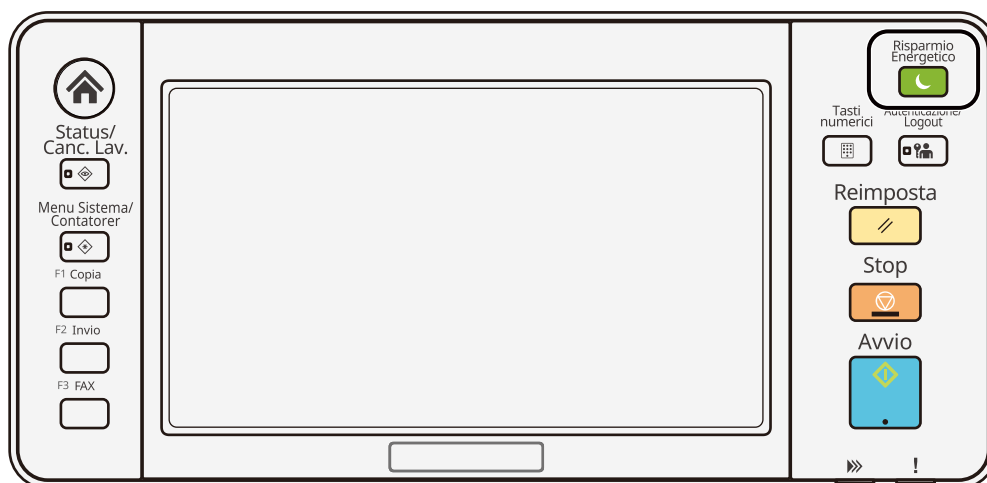 Risparmio
Energetico
Tasti
numerici
Autenticazione/
Logout
Status/
Canc. Lav.
Menu Sistema/
Contatorer
F1 Copia
F2 Invio
F3 FAX
Reimposta
Stop
Avvio
!